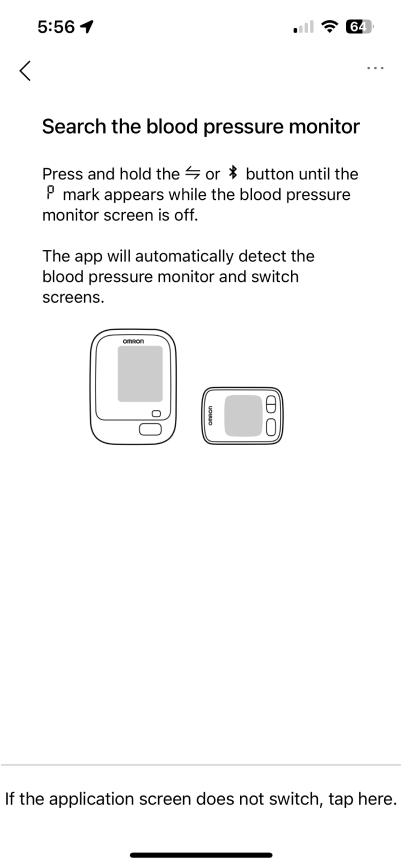 5:56
64
Search the blood pressure monitor
Press and hold the ⇋ or button until the
P mark appears while the blood pressure
monitor screen is off.
The app will automatically detect the
blood pressure monitor and switch
screens.
OMRON
OMRON
If the application screen does not switch, tap here.